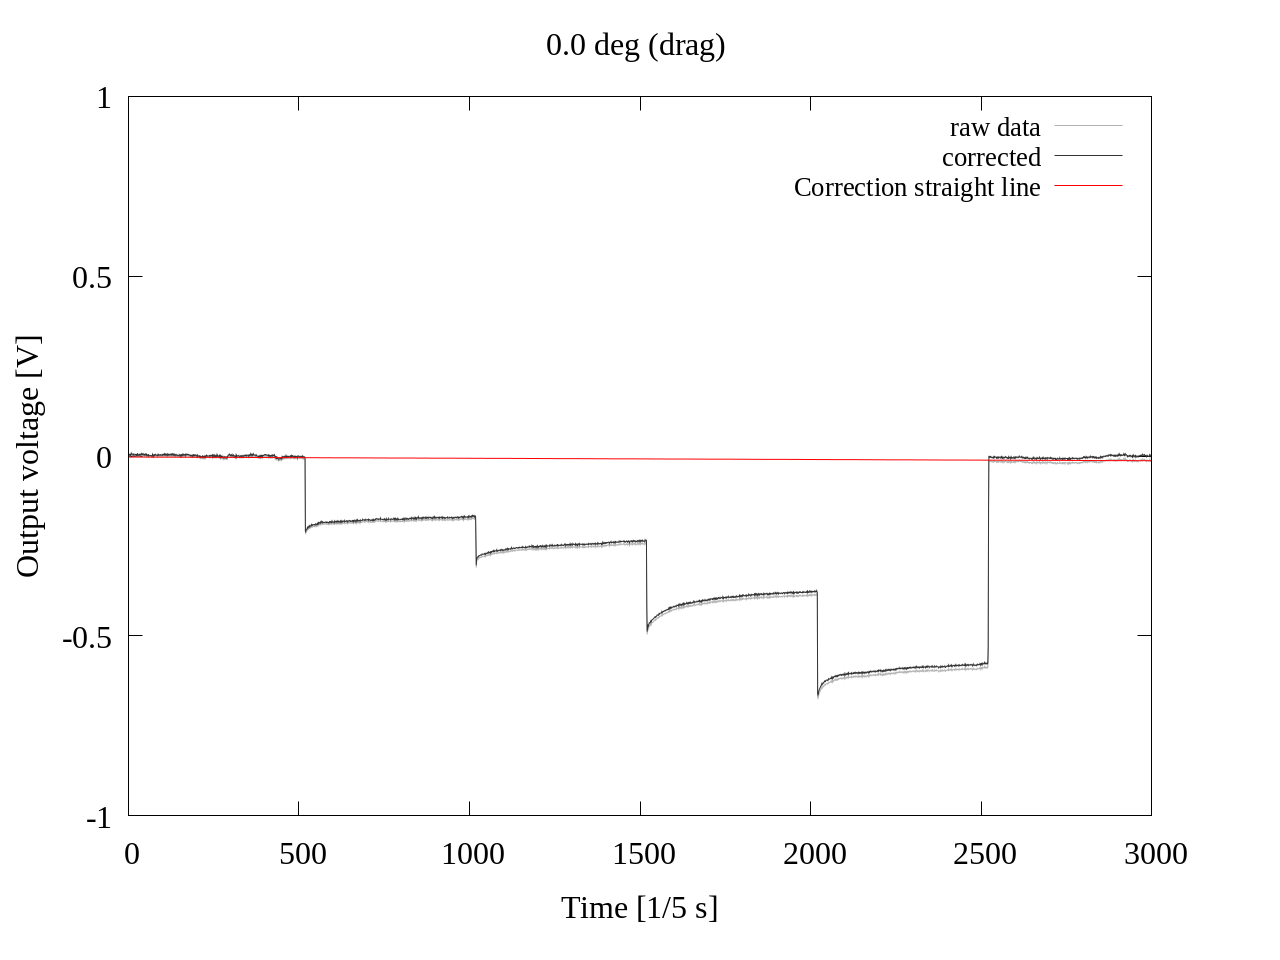 0.0 deg (drag)
1
0.5
0
-0.5
-1
Output voltage [V]
raw data
corrected
Correction straight line
0 500 1000 1500 2000 2500 3000
Time [1/5 s]